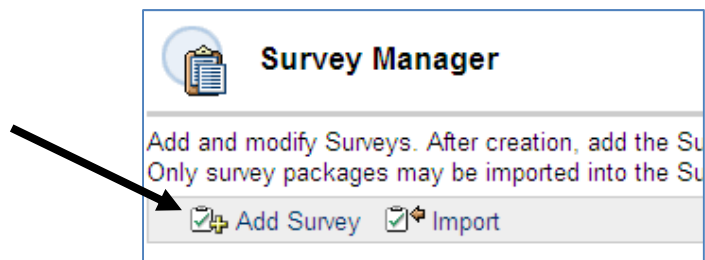 Survey Manager
Add and modify Surveys. After creation, add the Su
Only survey packages may be imported into the Su
Add Survey Import